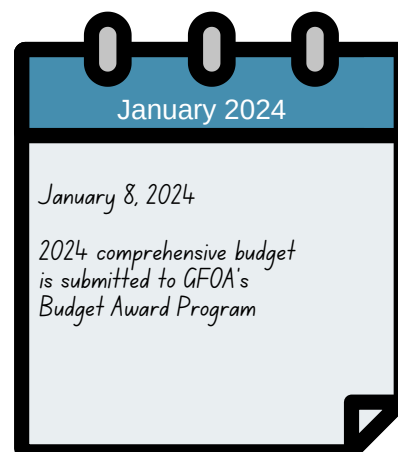 January 2024
January 8, 2024
2024 comprehensive budget
is submitted to GFOA's
Budget Award Program